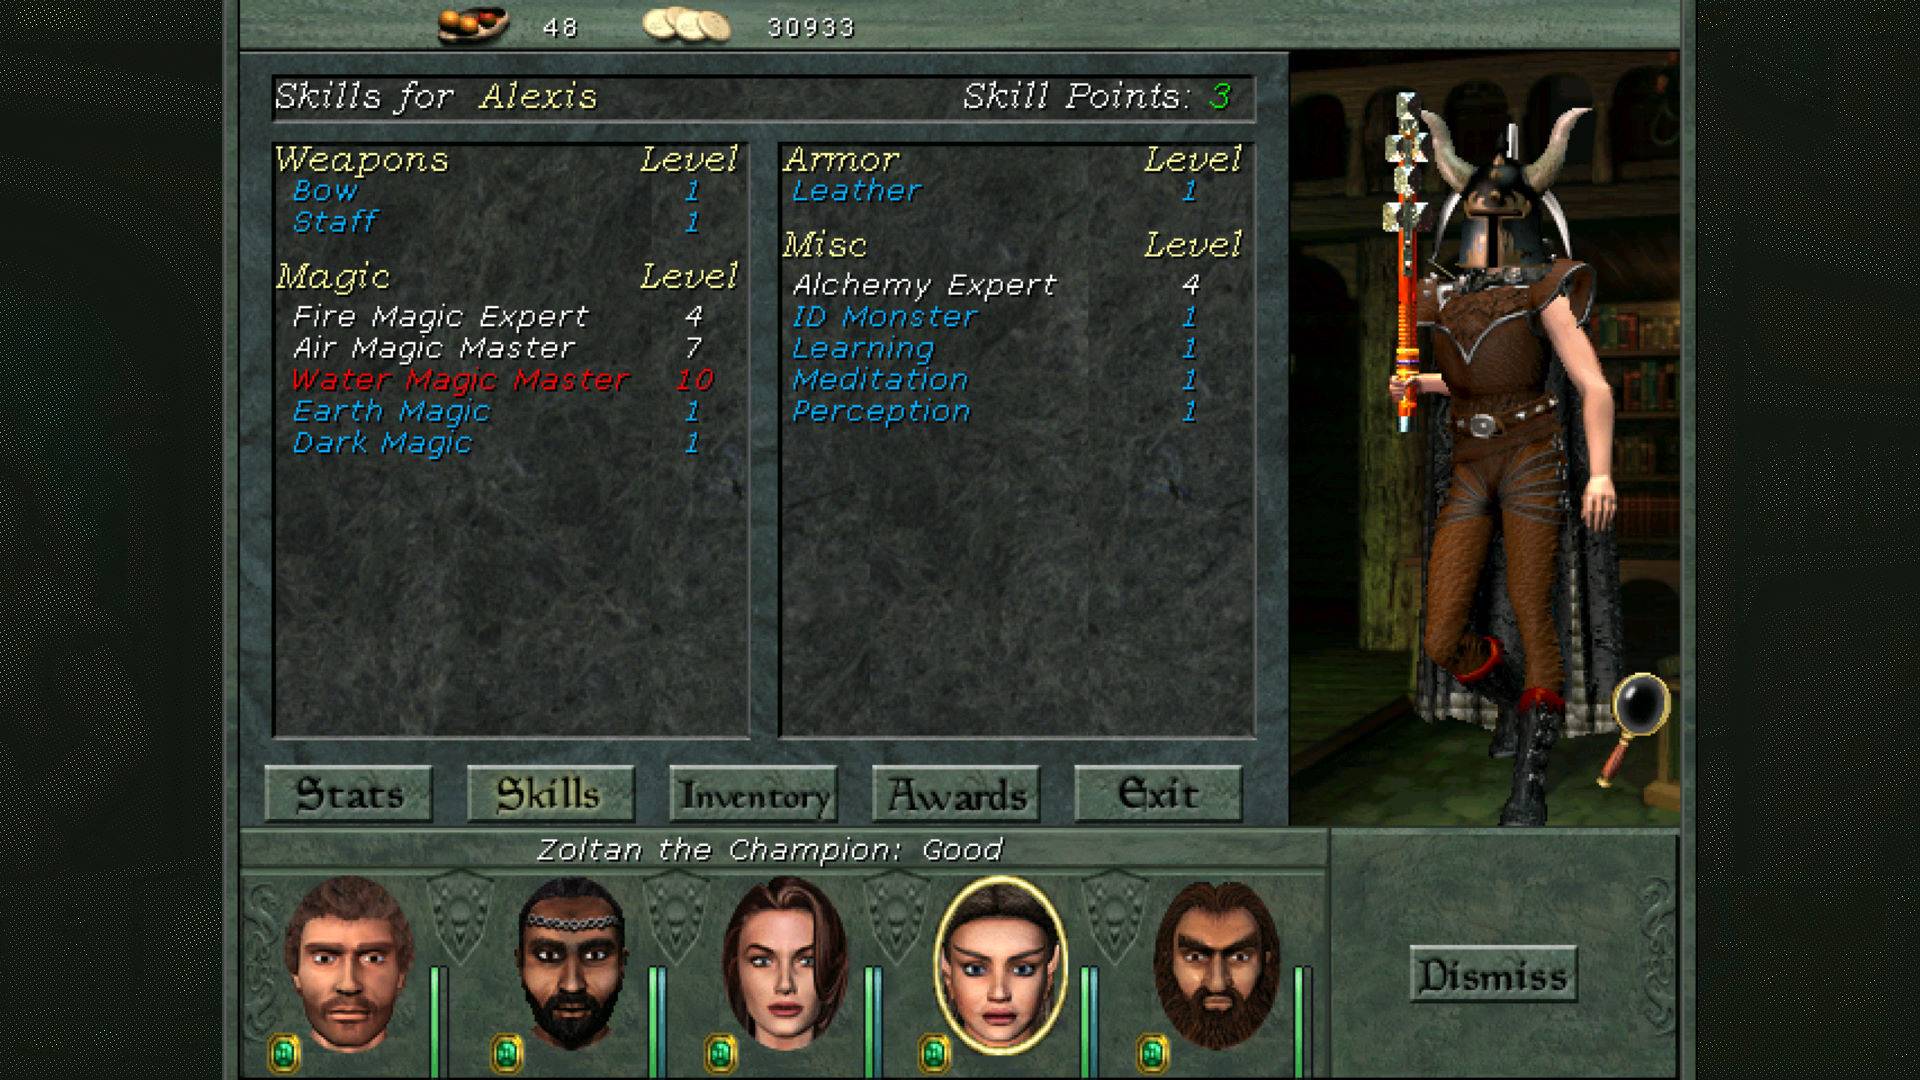 48 30933
Skills for Alexis Skill Points: 3
Weapons Level
Bow 1
Staff 1
Magic Level
Fire Magic Expert 4
Air Magic Master 7
Water Magic Master 10
Earth Magic 1
Dark Magic 1
Armor Level
Leather 1
Misc Level
Alchemy Expert 4
ID Monster 1
Learning 1
Meditation 1
Perception 1
Stats Skills Inventory Awards Exit
Zoltan the Champion: Good
Dismiss